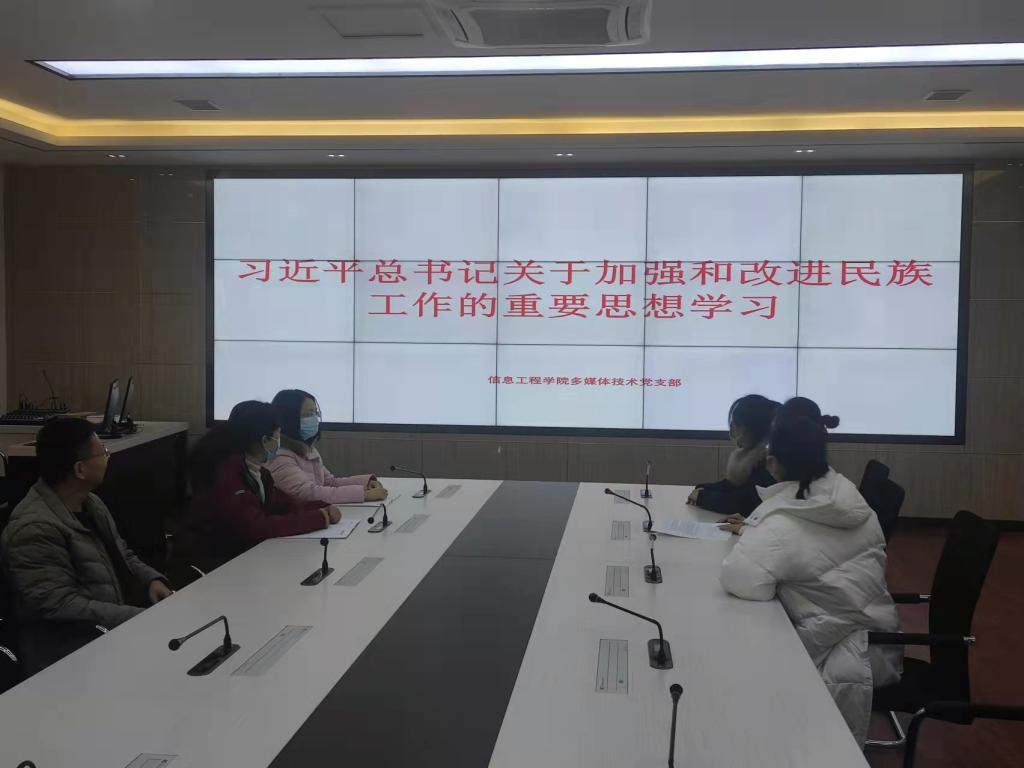 习近平总书记关于加强和改进民族
工作的重要思想学习
信息工程学院多媒体技术党支部